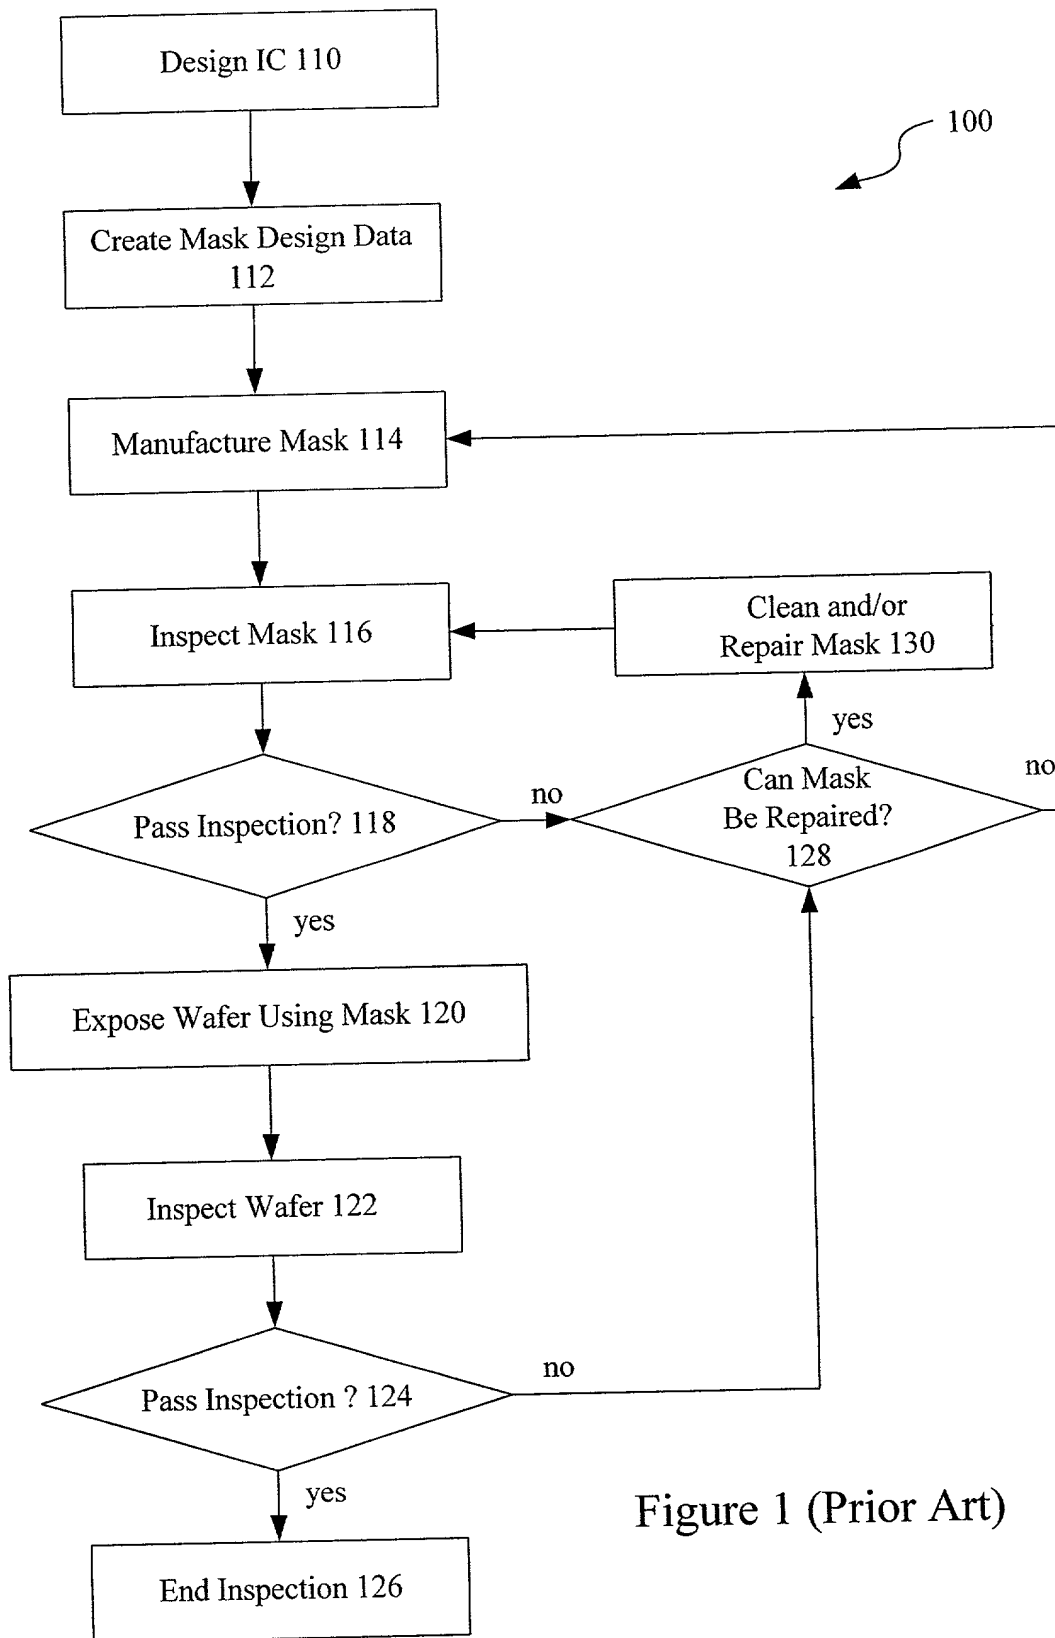 Design IC 110
100
Create Mask Design Data
112
Manufacture Mask 114
Inspect Mask 116
Clean and/or
Repair Mask 130
yes
Can Mask
Be Repaired?
128
no
Pass Inspection? 118
no
yes
Expose Wafer Using Mask 120
Inspect Wafer 122
Pass Inspection ? 124
no
yes
End Inspection 126
Figure 1 (Prior Art)